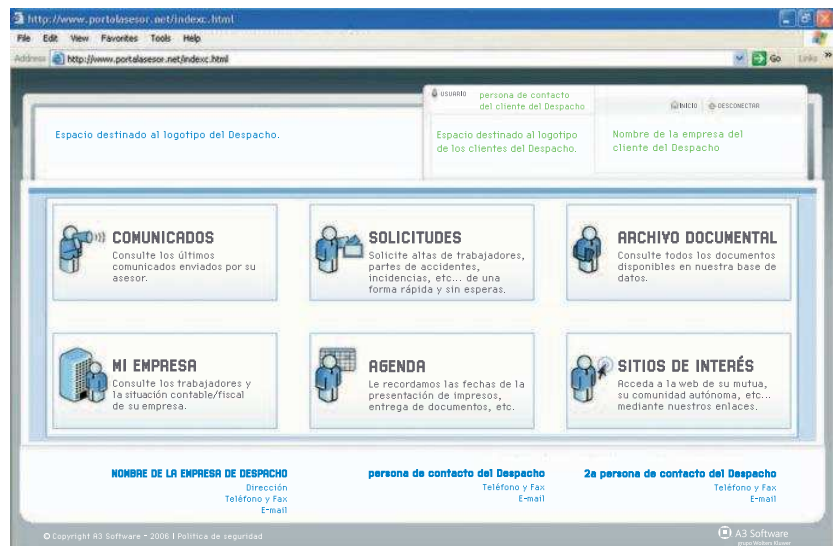 http://www.portalasesor.net/indexc.html
File Edit View Favorites Tools Help
Address http://www.portalasesor.net/indexc.html Go Links »
USUARIO persona de contacto
del cliente del Despacho
INICIO DESCONECTAR
Espacio destinado al logotipo del Despacho.
Espacio destinado al logotipo
de los clientes del Despacho.
Nombre de la empresa del
cliente del Despacho
COMUNICADOS
Consulte los últimos
comunicados enviados por su
asesor.
SOLICITUDES
Solicite altas de trabajadores,
partes de accidentes,
incidencias, etc... de una
forma rápida y sin esperas.
ARCHIVO DOCUMENTAL
Consulte todos los documentos
disponibles en nuestra base de
datos.
MI EMPRESA
Consulte los trabajadores y
la situación contable/fiscal
de su empresa.
AGENDA
Le recordamos las fechas de la
presentación de impresos,
entrega de documentos, etc.
SITIOS DE INTERÉS
Acceda a la web de su mutua,
su comunidad autónoma, etc...
mediante nuestros enlaces.
NOMBRE DE LA EMPRESA DE DESPACHO
Dirección
Teléfono y Fax
E-mail
persona de contacto del Despacho
Teléfono y Fax
E-mail
2a persona de contacto del Despacho
Teléfono y Fax
E-mail
© Copyright A3 Software - 2006 | Política de seguridad
A3 Software
grupo Wolters Kluwer